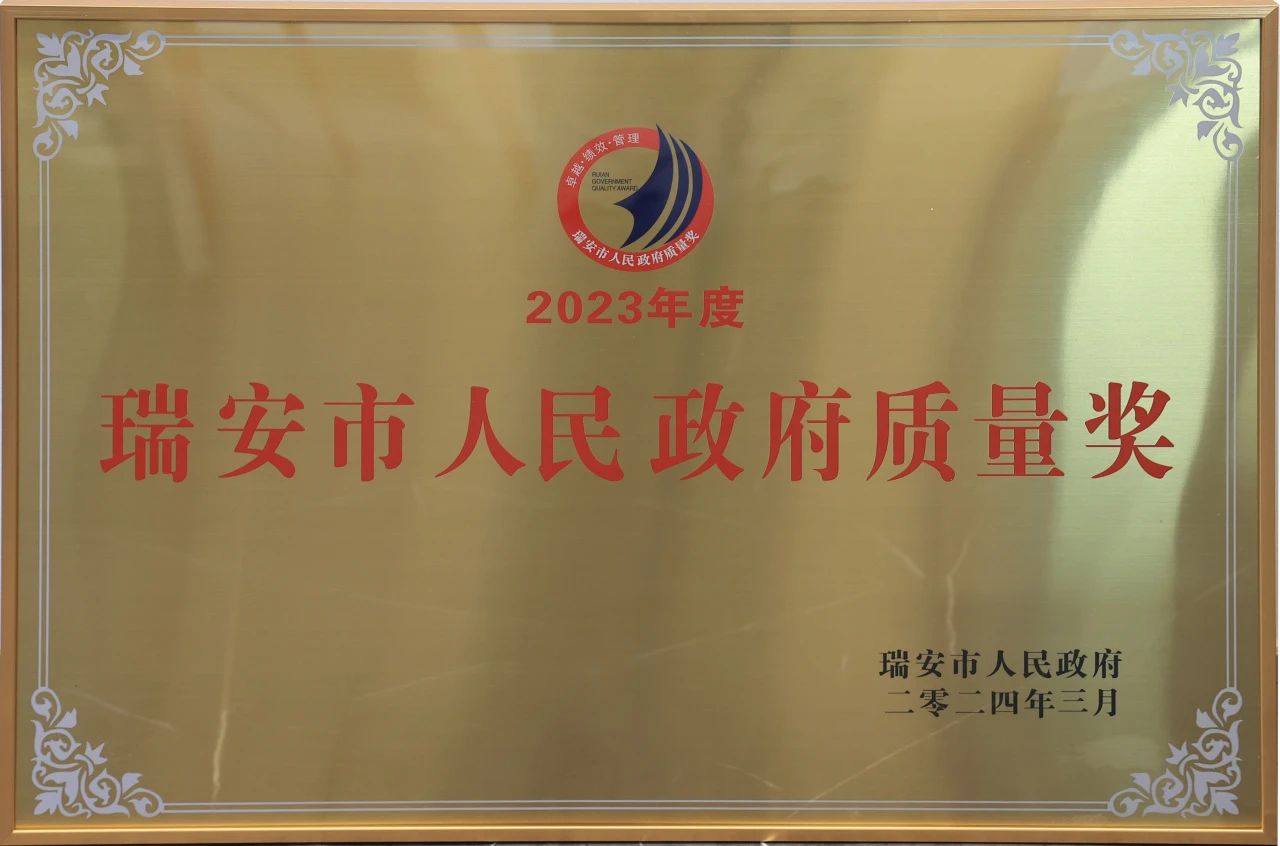 卓越·绩效·管理
RUIAN
GOVERNMENT
QUALITY AWARD
瑞安市人民政府质量奖
2023年度
瑞安市人民政府质量奖
瑞安市人民政府
二零二四年三月